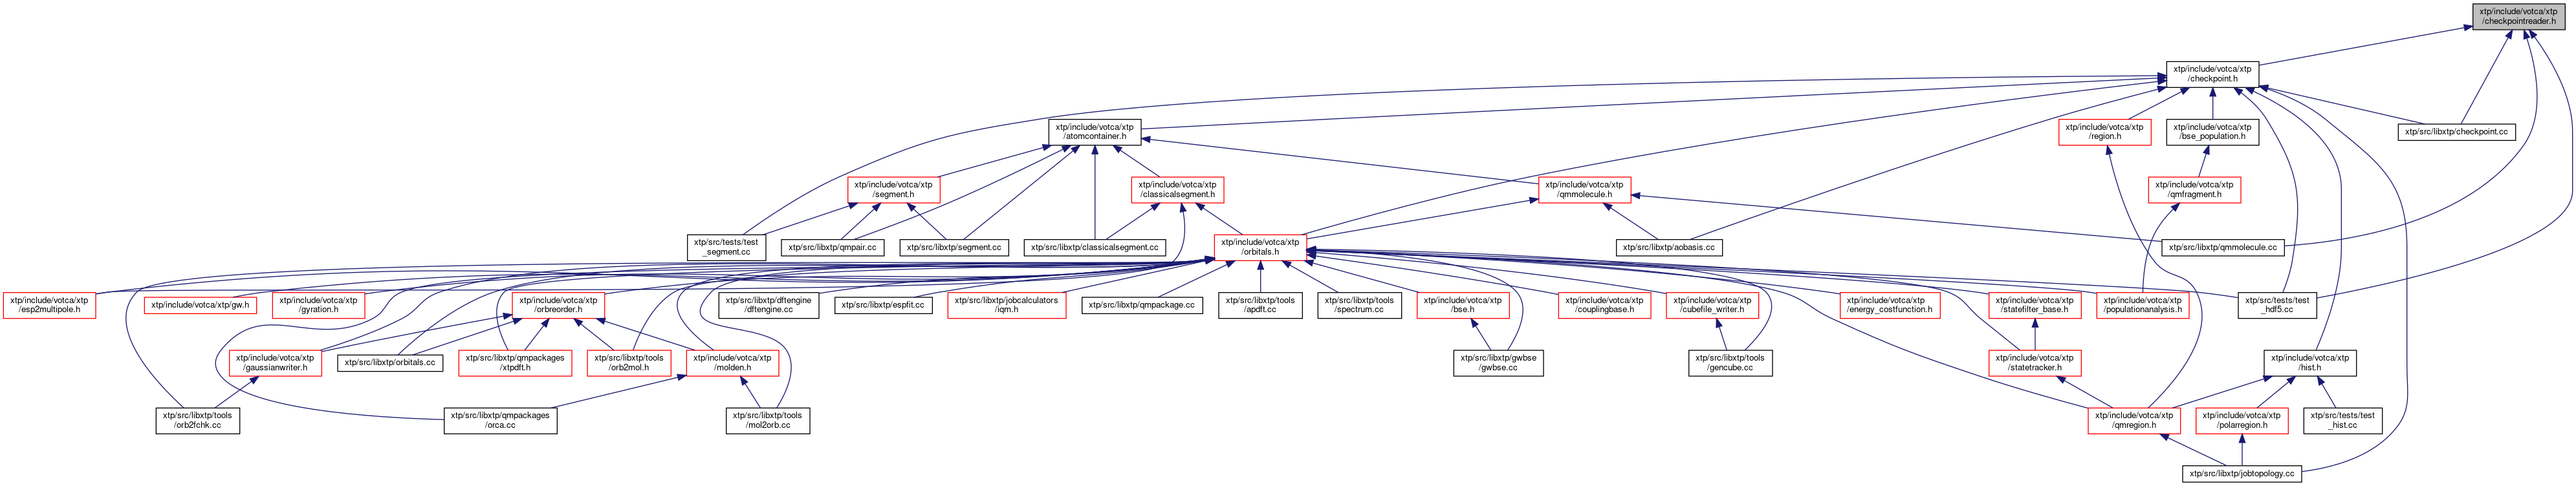 xtp/include/votca/xtp
/checkpointreader.h
xtp/include/votca/xtp
/checkpoint.h
xtp/include/votca/xtp
/atomcontainer.h
xtp/include/votca/xtp
/region.h
xtp/include/votca/xtp
/bse_population.h
xtp/src/libxtp/checkpoint.cc
xtp/include/votca/xtp
/segment.h
xtp/include/votca/xtp
/classicalsegment.h
xtp/include/votca/xtp
/qmmolecule.h
xtp/include/votca/xtp
/qmfragment.h
xtp/src/tests/test
_segment.cc
xtp/src/libxtp/qmpair.cc
xtp/src/libxtp/segment.cc
xtp/src/libxtp/classicalsegment.cc
xtp/include/votca/xtp
/orbitals.h
xtp/src/libxtp/aobasis.cc
xtp/src/libxtp/qmmolecule.cc
xtp/include/votca/xtp
/esp2multipole.h
xtp/include/votca/xtp/gw.h
xtp/include/votca/xtp
/gyration.h
xtp/include/votca/xtp
/orbreorder.h
xtp/src/libxtp/dftengine
/dftengine.cc
xtp/src/libxtp/espfit.cc
xtp/src/libxtp/jobcalculators
/iqm.h
xtp/src/libxtp/qmpackage.cc
xtp/src/libxtp/tools
/apdft.cc
xtp/src/libxtp/tools
/spectrum.cc
xtp/include/votca/xtp
/bse.h
xtp/include/votca/xtp
/couplingbase.h
xtp/include/votca/xtp
/cubefile_writer.h
xtp/include/votca/xtp
/energy_costfunction.h
xtp/include/votca/xtp
/statefilter_base.h
xtp/include/votca/xtp
/populationanalysis.h
xtp/src/tests/test
_hdf5.cc
xtp/include/votca/xtp
/gaussianwriter.h
xtp/src/libxtp/orbitals.cc
xtp/src/libxtp/qmpackages
/xtpdft.h
xtp/src/libxtp/tools
/orb2mol.h
xtp/include/votca/xtp
/molden.h
xtp/src/libxtp/gwbse
/gwbse.cc
xtp/src/libxtp/tools
/gencube.cc
xtp/include/votca/xtp
/statetracker.h
xtp/include/votca/xtp
/hist.h
xtp/src/libxtp/tools
/orb2fchk.cc
xtp/src/libxtp/qmpackages
/orca.cc
xtp/src/libxtp/tools
/mol2orb.cc
xtp/include/votca/xtp
/qmregion.h
xtp/include/votca/xtp
/polarregion.h
xtp/src/tests/test
_hist.cc
xtp/src/libxtp/jobtopology.cc